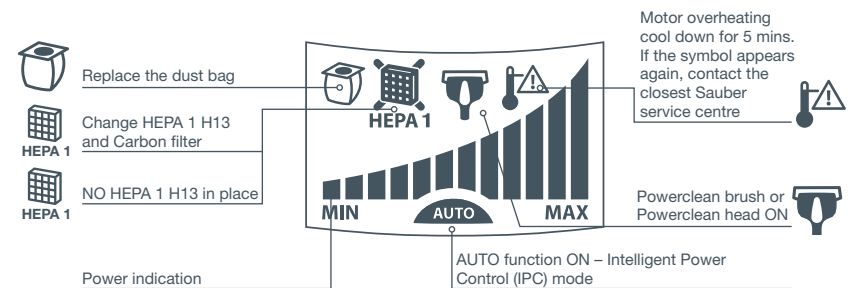 Replace the dust bag
Change HEPA 1 H13
and Carbon filter
HEPA 1
NO HEPA 1 H13 in place
HEPA 1
Power indication
HEPA 1
MIN
AUTO
MAX
Motor overheating
cool down for 5 mins.
If the symbol appears
again, contact the
closest Sauber
service centre
Powerclean brush or
Powerclean head ON
AUTO function ON – Intelligent Power
Control (IPC) mode